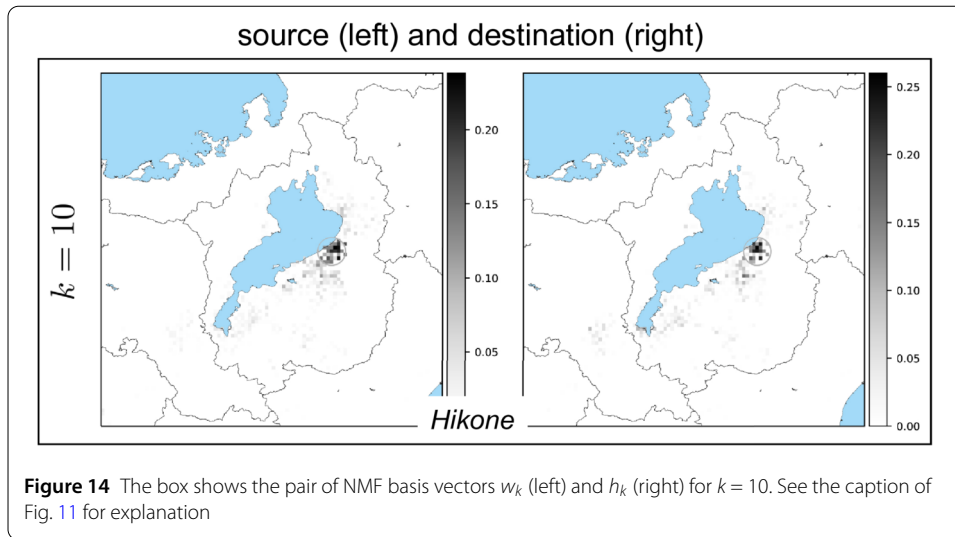 source (left) and destination (right)
k = 10
0.20
0.15
0.10
0.05
0.25
0.20
0.15
0.10
0.05
0.00
Hikone
Figure 14 The box shows the pair of NMF basis vectors wk (left) and hk (right) for k = 10. See the caption of
Fig. 11 for explanation